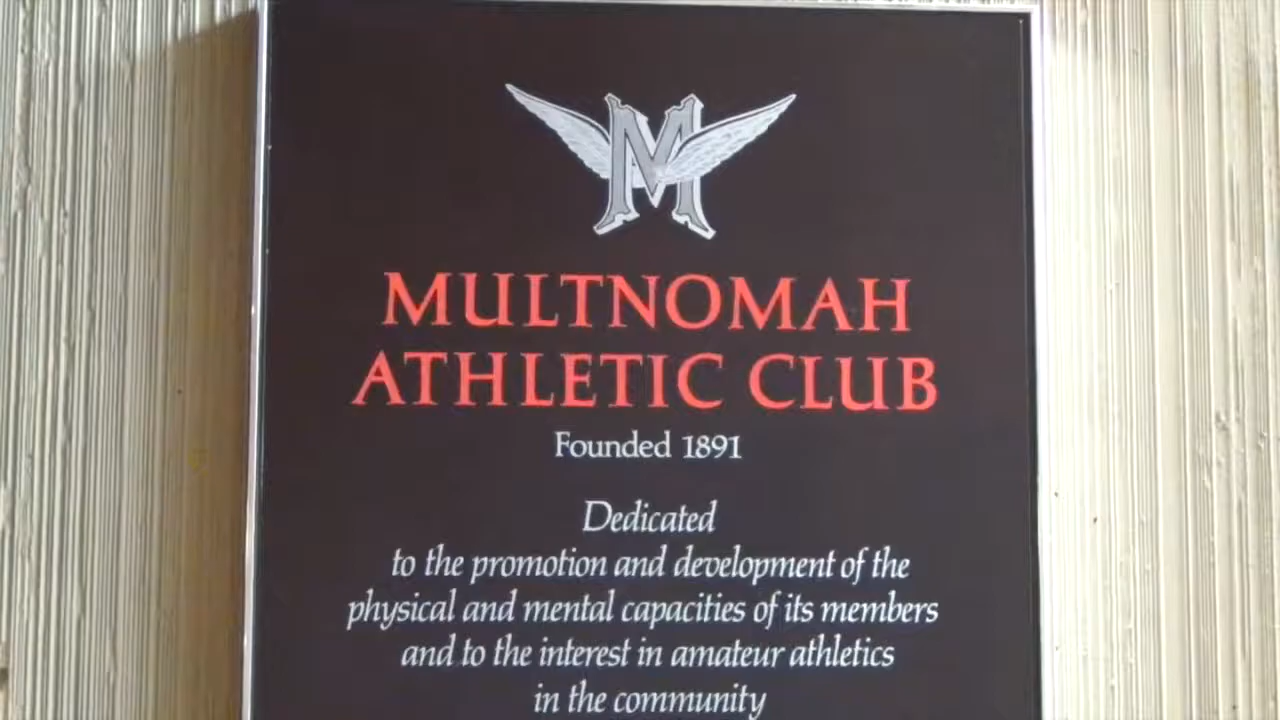 M
MULTNOMAH
ATHLETIC CLUB
Founded 1891
Dedicated
to the promotion and development of the
physical and mental capacities of its members
and to the interest in amateur athletics
in the community